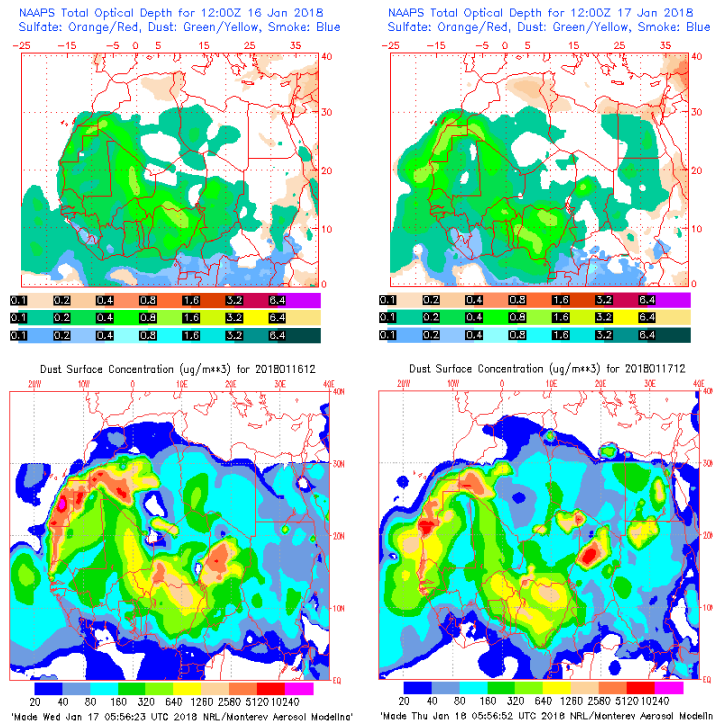 NAAPS Total Optical Depth for 12:00Z 16 Jan 2018
Sulfate: Orange/Red, Dust: Green/Yellow, Smoke: Blue
-25 -15 -5 0 5 15 25 35
40
30
20
10
0
0.1 0.2 0.4 0.8 1.6 3.2 6.4
0.1 0.2 0.4 0.8 1.6 3.2 6.4
0.1 0.2 0.4 0.8 1.6 3.2 6.4
NAAPS Total Optical Depth for 12:00Z 17 Jan 2018
Sulfate: Orange/Red, Dust: Green/Yellow, Smoke: Blue
-25 -15 -5 0 5 15 25 35
40
30
20
10
0
0.1 0.2 0.4 0.8 1.6 3.2 6.4
0.1 0.2 0.4 0.8 1.6 3.2 6.4
0.1 0.2 0.4 0.8 1.6 3.2 6.4
Dust Surface Concentration (ug/m**3) for 2018011612
20W 10W 0 10E 20E 30E 40E
40N
30N
20N
10N
EQ
20 40 80 160 320 640 1280 2560 5120 10240
'Made Wed Jan 17 05:56:23 UTC 2018 NRL/Monterey Aerosol Modeling'
Dust Surface Concentration (ug/m**3) for 2018011712
20W 10W 0 10E 20E 30E 40E
40N
30N
20N
10N
EQ
20 40 80 160 320 640 1280 2560 5120 10240
'Made Thu Jan 18 05:56:52 UTC 2018 NRL/Monterey Aerosol Modelin